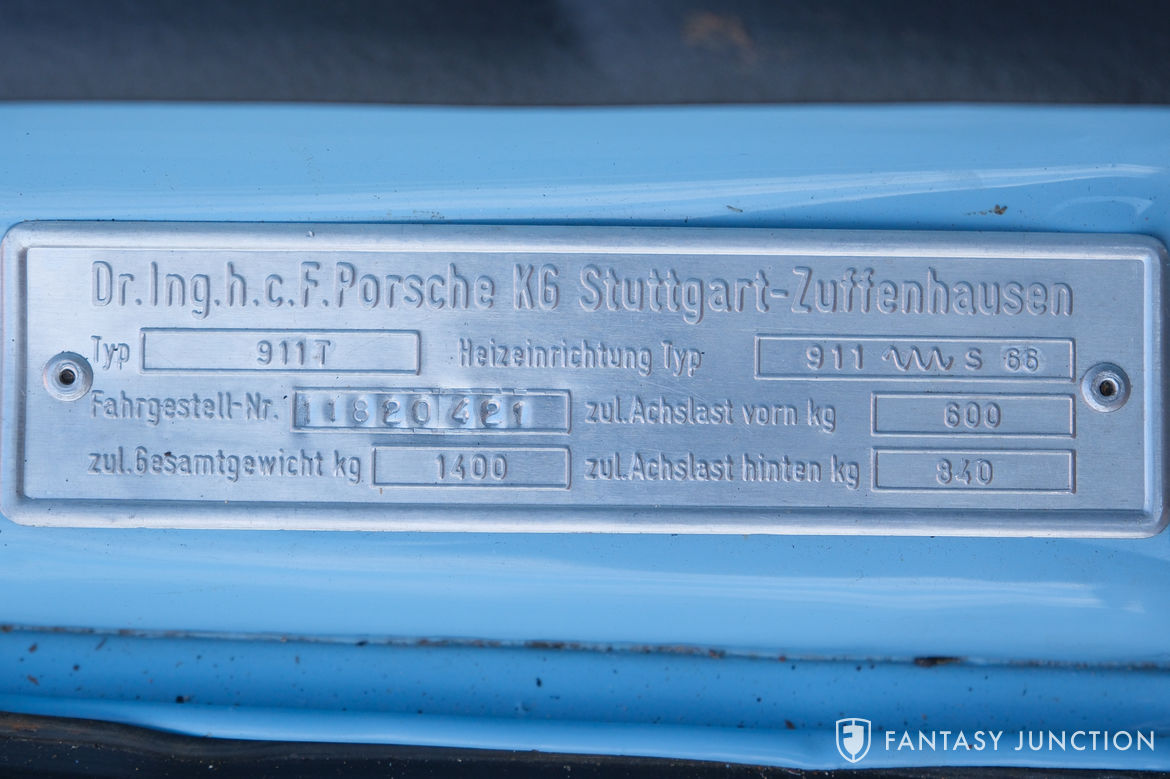 Dr.Ing.h.c.F.Porsche KG Stuttgart-Zuffenhausen
Typ 911T Heizeinrichtung Typ 911 S 66
Fahrgestell-Nr. 11820421 zul.Achslast vorn kg 600
zul.Gesamtgewicht kg 1400 zul.Achslast hinten kg 840
FANTASY JUNCTION